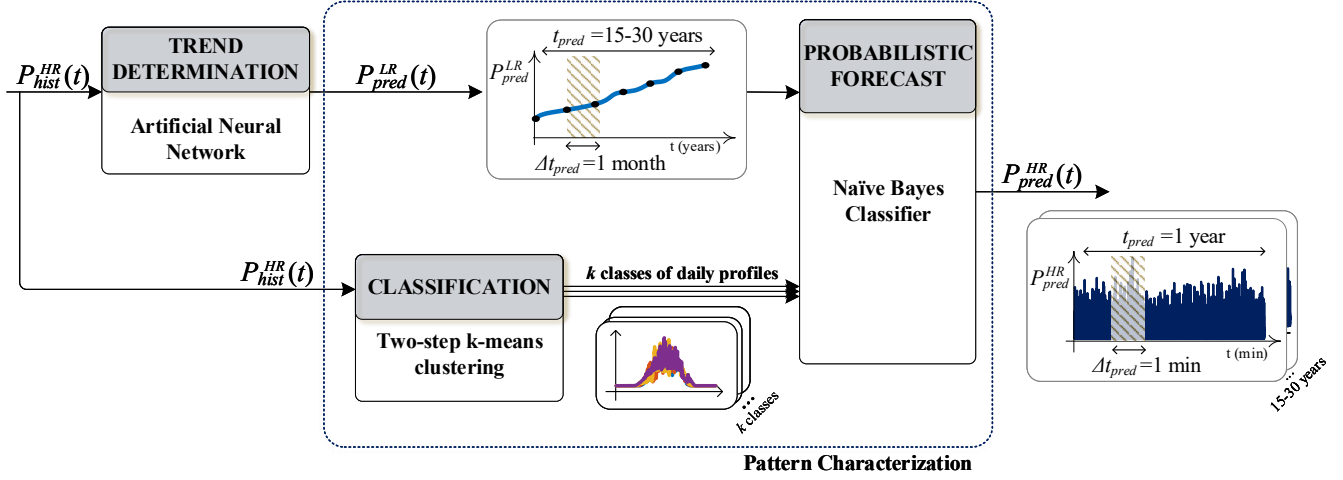 P_hist^HR(t)
TREND
DETERMINATION
Artificial Neural
Network
P_pred^LR(t)
t_pred =15-30 years
P_pred^LR
t (years)
Δt_pred =1 month
PROBABILISTIC
FORECAST
Naïve Bayes
Classifier
P_pred^HR(t)
t_pred =1 year
P_pred^HR
t (min)
Δt_pred =1 min
... 15-30 years
P_hist^HR(t)
CLASSIFICATION
Two-step k-means
clustering
k classes of daily profiles
... k classes
Pattern Characterization